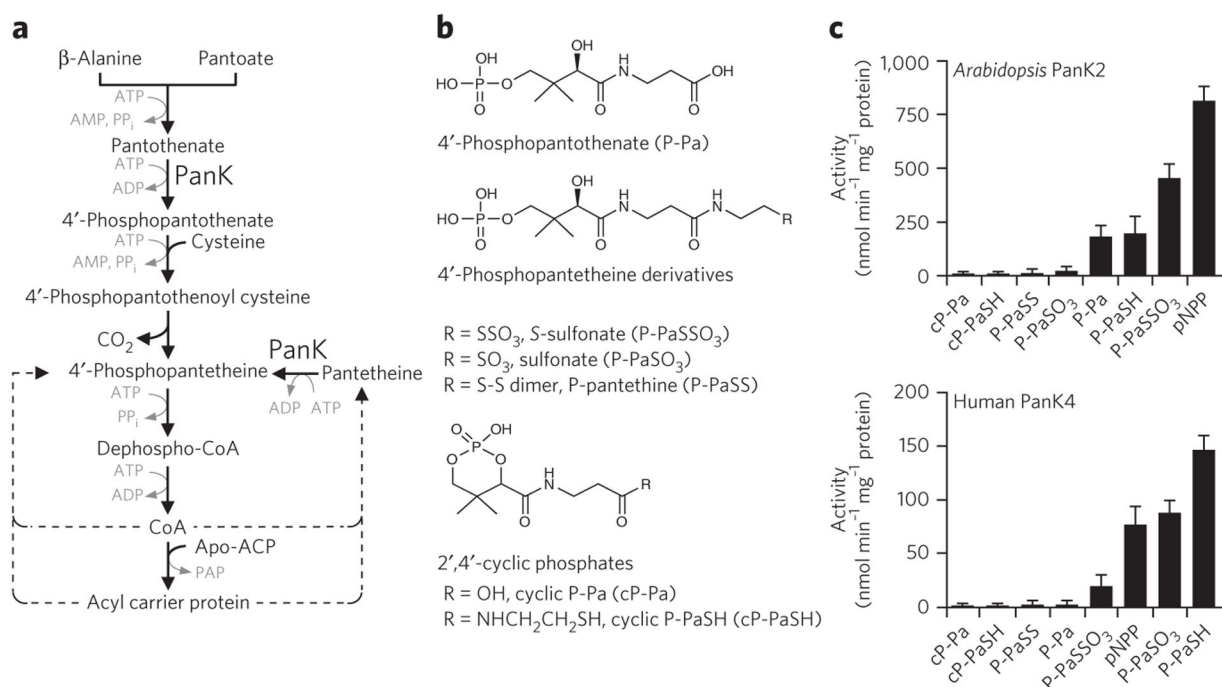 a
β-Alanine Pantoate
ATP
AMP, PPi
Pantothenate
ATP
ADP
PanK
4′-Phosphopantothenate
ATP
Cysteine
AMP, PPi
4′-Phosphopantothenoyl cysteine
CO2
PanK
4′-Phosphopantetheine
Pantetheine
ADP ATP
ATP
PPi
Dephospho-CoA
ATP
ADP
CoA
Apo-ACP
PAP
Acyl carrier protein
b
OH
OH
H
HO P O N OH
O O O
4′-Phosphopantothenate (P-Pa)
OH
OH
H H
HO P O N N
O O O R
4′-Phosphopantetheine derivatives
R = SSO3, S-sulfonate (P-PaSSO3)
R = SO3, sulfonate (P-PaSO3)
R = S-S dimer, P-pantethine (P-PaSS)
O OH
P
O O H
N R
O O
2′,4′-cyclic phosphates
R = OH, cyclic P-Pa (cP-Pa)
R = NHCH2CH2SH, cyclic P-PaSH (cP-PaSH)
c
Arabidopsis PanK2
Activity
(nmol min−1 mg−1 protein)
1,000
750
500
250
0
cP-Pa
cP-PaSH
P-PaSS
P-PaSO3
P-Pa
P-PaSH
P-PaSSO3
pNPP
Human PanK4
Activity
(nmol min−1 mg−1 protein)
200
150
100
50
0
cP-Pa
cP-PaSH
P-PaSS
P-Pa
P-PaSSO3
pNPP
P-PaSO3
P-PaSH